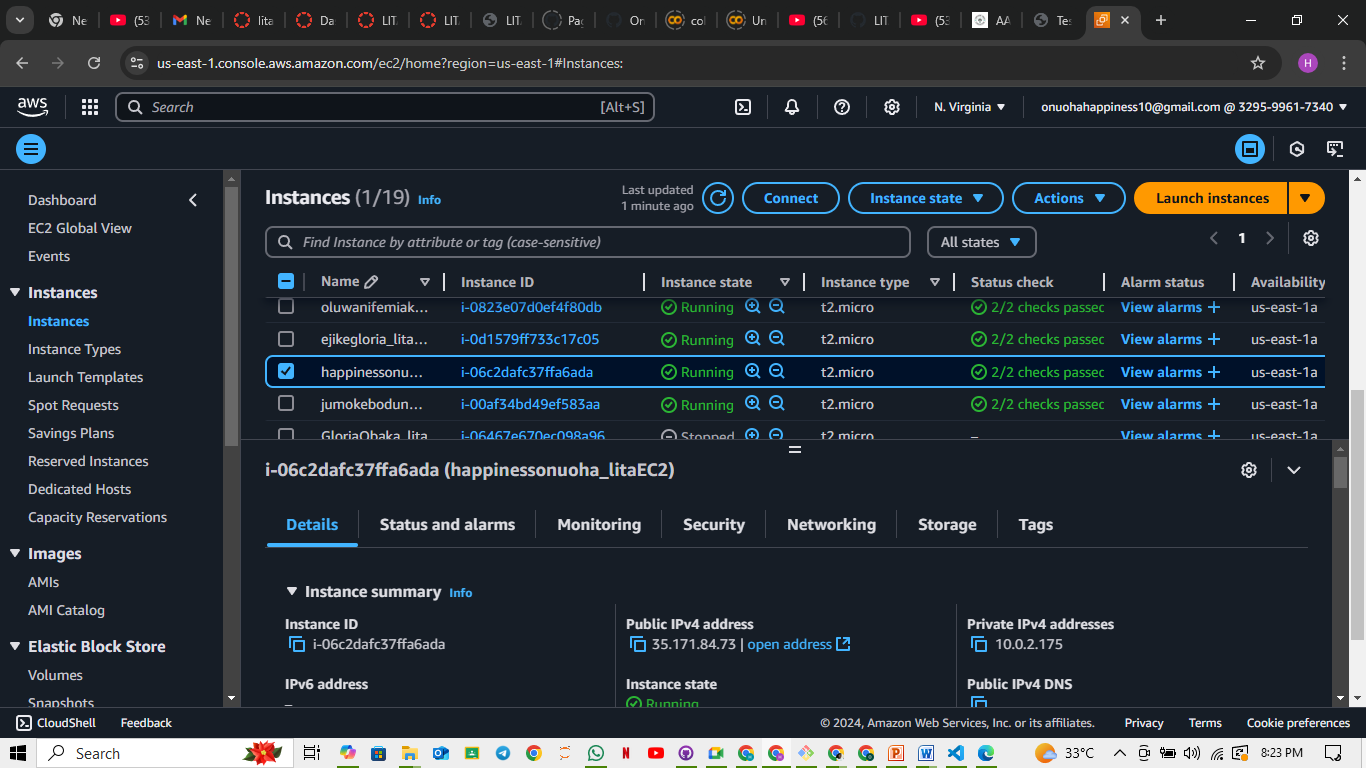 Ne
(53
Ne
lita
Da
LIT
LIT
LIT
Pa
On
col
Un
(56
LIT
(53
AA
Tes
us-east-1.console.aws.amazon.com/ec2/home?region=us-east-1#Instances:
H
aws
Search
[Alt+S]
N. Virginia
onuohahappiness10@gmail.com @ 3295-9961-7340
Dashboard
EC2 Global View
Events
Instances
Instances
Instance Types
Launch Templates
Spot Requests
Savings Plans
Reserved Instances
Dedicated Hosts
Capacity Reservations
Images
AMIs
AMI Catalog
Elastic Block Store
Volumes
Snapshots
Instances (1/19) Info
Last updated
1 minute ago
Connect
Instance state
Actions
Launch instances
Find Instance by attribute or tag (case-sensitive)
All states
1
Name Instance ID Instance state Instance type Status check Alarm status Availability
oluwanifemiak... i-0823e07d0ef4f80db Running t2.micro 2/2 checks passec View alarms + us-east-1a
ejikegloria_lita... i-0d1579ff733c17c05 Running t2.micro 2/2 checks passec View alarms + us-east-1a
happinessonu... i-06c2dafc37ffa6ada Running t2.micro 2/2 checks passec View alarms + us-east-1a
jumokebodun... i-00af34bd49ef583aa Running t2.micro 2/2 checks passec View alarms + us-east-1a
GloriaObaka_lita i-06467e670ec098a96 Stopped t2.micro – View alarms + us-east-1a
i-06c2dafc37ffa6ada (happinessonuoha_litaEC2)
Details
Status and alarms
Monitoring
Security
Networking
Storage
Tags
Instance summary Info
Instance ID
i-06c2dafc37ffa6ada
Public IPv4 address
35.171.84.73 | open address
Private IPv4 addresses
10.0.2.175
IPv6 address
–
Instance state
Running
Public IPv4 DNS
CloudShell
Feedback
© 2024, Amazon Web Services, Inc. or its affiliates.
Privacy
Terms
Cookie preferences
Search
33°C
8:23 PM